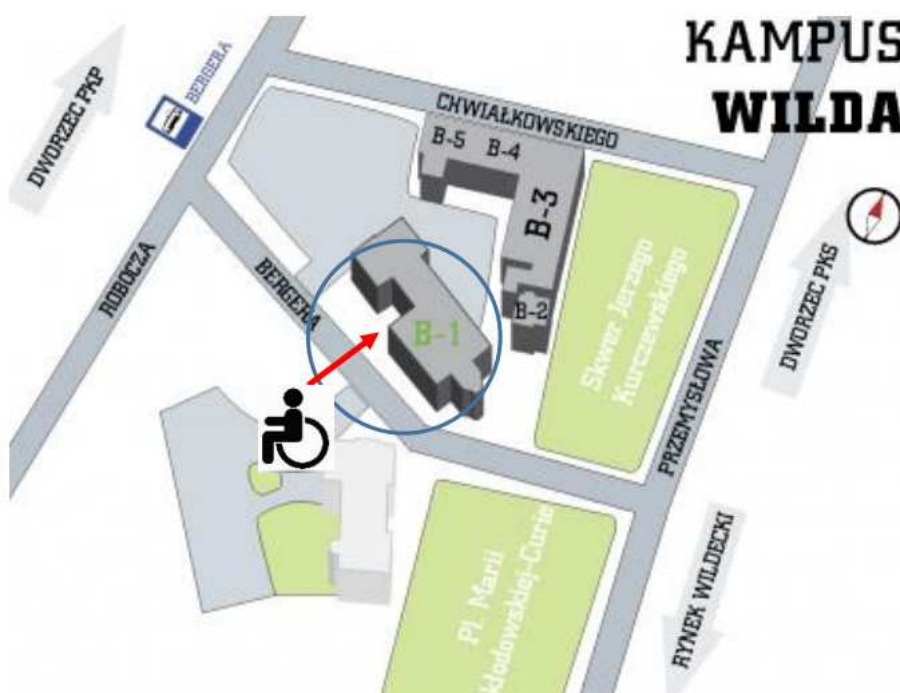 KAMPUS
WILDA
DWORZEC PKP
BERGERA
CHWIAŁKOWSKIEGO
B-5
B-4
B-3
B-2
B-1
ROBOCZA
BERGERA
Skwer Jerzego
Kurczewskiego
PRZEMYSŁOWA
DWORZEC PKS
RYNEK WILDECKI
Pl. Marii
kłodowskiej-Curie